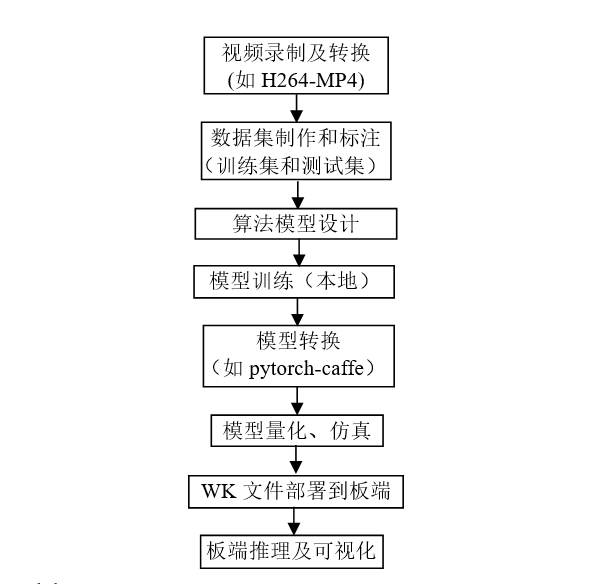 视频录制及转换
(如 H264-MP4)
数据集制作和标注
（训练集和测试集）
算法模型设计
模型训练（本地）
模型转换
（如 pytorch-caffe）
模型量化、仿真
WK 文件部署到板端
板端推理及可视化